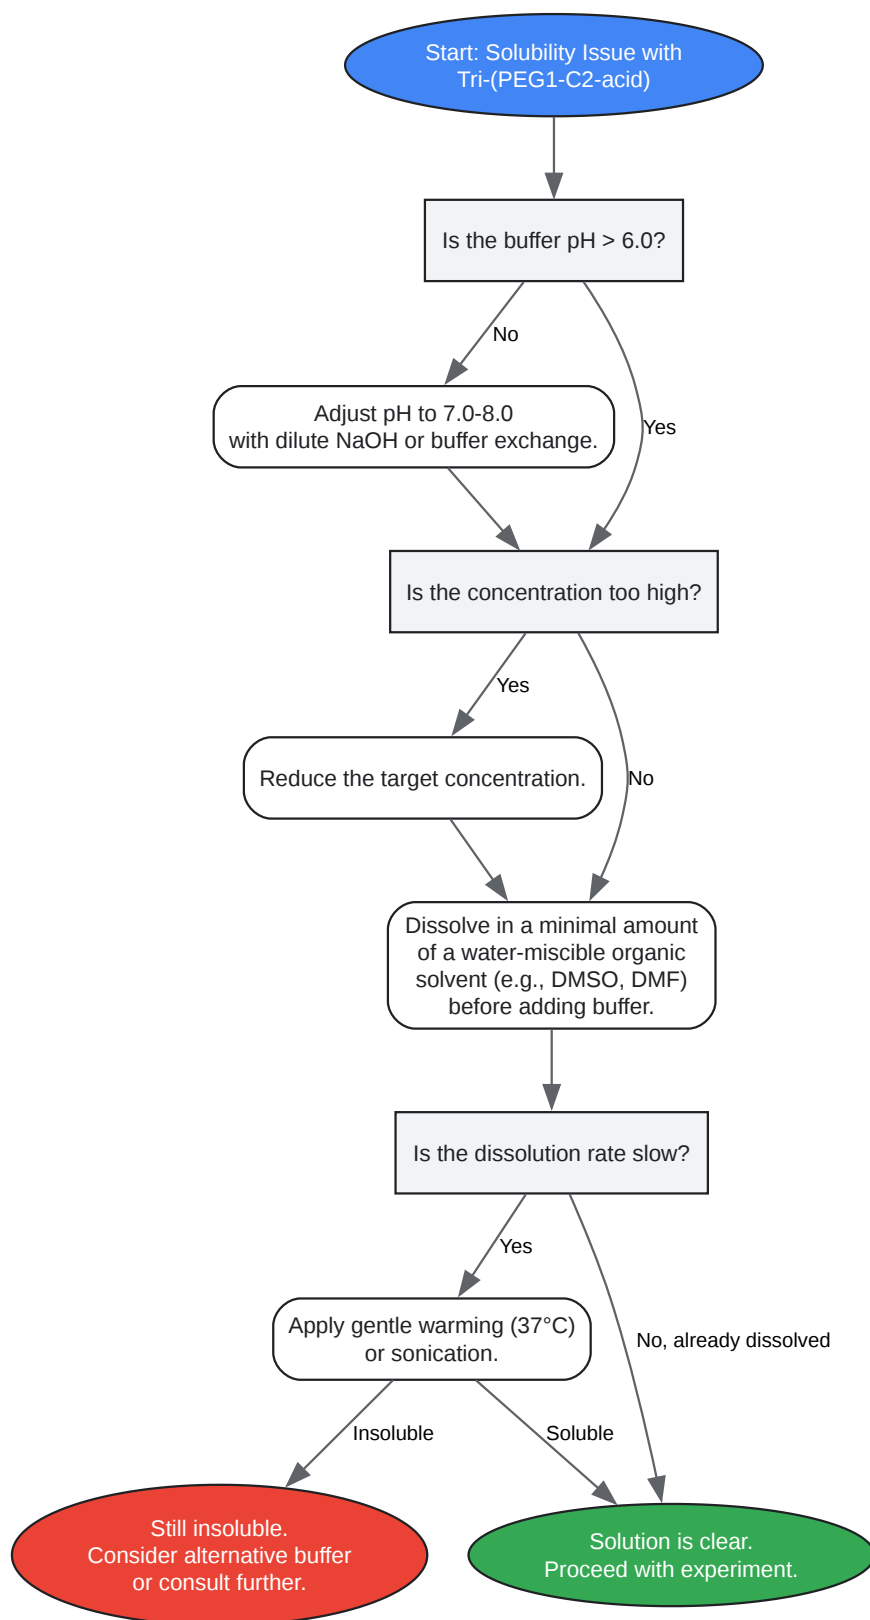 Start: Solubility Issue with
Tri-(PEG1-C2-acid)
Is the buffer pH > 6.0?
No
Adjust pH to 7.0-8.0
with dilute NaOH or buffer exchange.
Yes
Is the concentration too high?
Yes
Reduce the target concentration.
No
Dissolve in a minimal amount
of a water-miscible organic
solvent (e.g., DMSO, DMF)
before adding buffer.
Is the dissolution rate slow?
Yes
Apply gentle warming (37°C)
or sonication.
No, already dissolved
Insoluble
Soluble
Still insoluble.
Consider alternative buffer
or consult further.
Solution is clear.
Proceed with experiment.